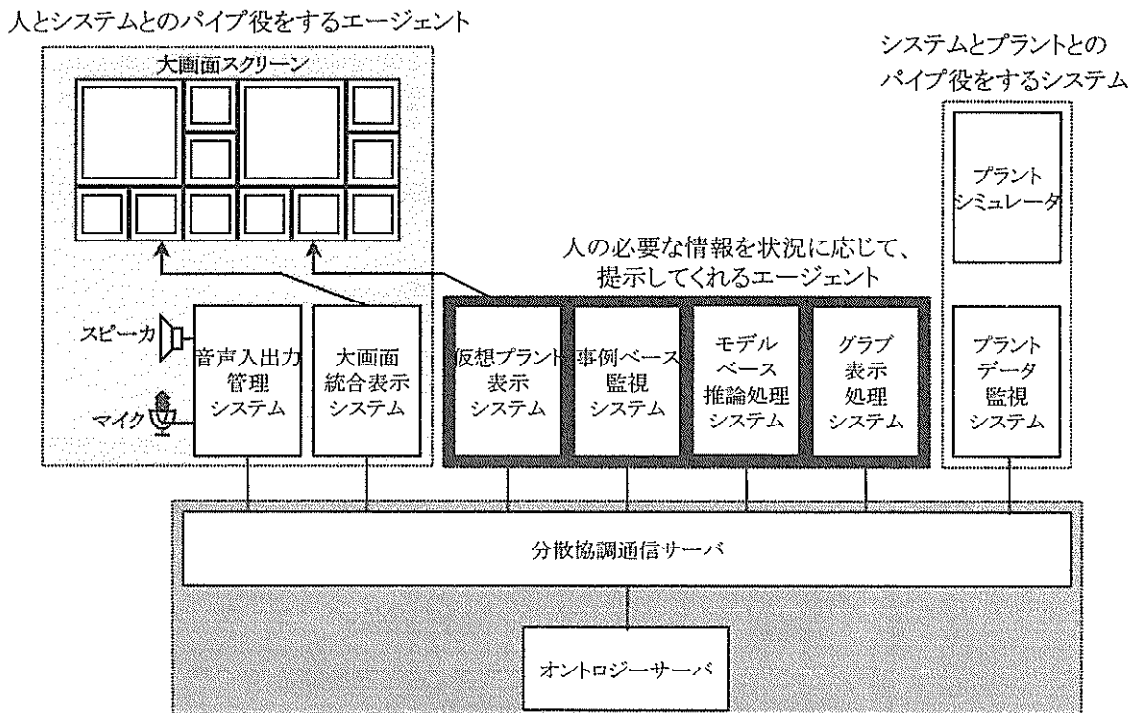 人とシステムとのパイプ役をするエージェント
大画面スクリーン
システムとプラントとの
パイプ役をするシステム
プラント
シミュレータ
人の必要な情報を状況に応じて、
提示してくれるエージェント
スピーカ
マイク
音声入出力
管理
システム
大画面
統合表示
システム
仮想プラント
表示
システム
事例ベース
監視
システム
モデル
ベース
推論処理
システム
グラブ
表示
処理
システム
プラント
データ
監視
システム
分散協調通信サーバ
オントロジーサーバ